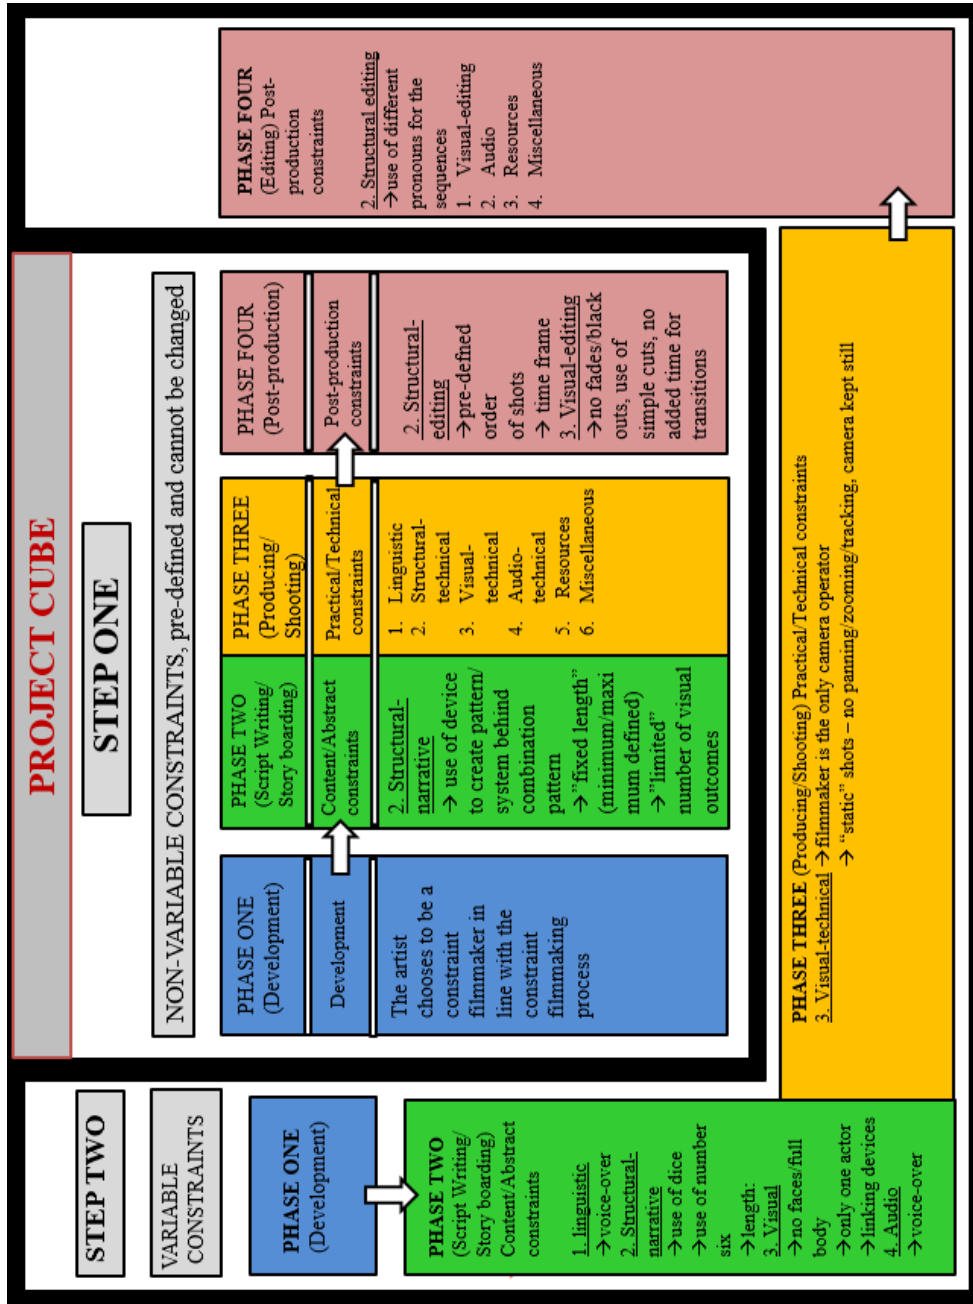 PROJECT CUBE
STEP ONE
NON-VARIABLE CONSTRAINTS, pre-defined and cannot be changed
PHASE ONE
(Development)
Development
The artist
chooses to be a
constraint
filmmaker in
line with the
constraint
filmmaking
process
PHASE TWO
(Script Writing/
Story boarding)
Content/Abstract
constraints
2. Structural-
narrative
→ use of device
to create pattern/
system behind
combination
pattern
→ "fixed length"
(minimum/maxi
mum defined)
→ "limited"
number of visual
outcomes
PHASE THREE
(Producing/
Shooting)
Practical/Technical
constraints
1. Linguistic
2. Structural-
technical
3. Visual-
technical
4. Audio-
technical
5. Resources
6. Miscellaneous
PHASE FOUR
(Post-production)
Post-production
constraints
2. Structural-
editing
→pre-defned
order
of shots
→ time frame
3. Visual-editing
→no fades/black
outs, use of
simple cuts, no
added time for
transitions
STEP TWO
VARIABLE
CONSTRAINTS
PHASE ONE
(Development)
PHASE TWO
(Script Writing/
Story boarding)
Content/Abstract
constraints
1. linguistic
→voice-over
2. Structural-
narrative
→use of dice
→use of number
six
→length:
3. Visual
→no faces/full
body
→only one actor
→linking devices
4. Audio
→voice-over
PHASE THREE (Producing/Shooting) Practical/Technical constraints
3. Visual-technical →filmmaker is the only camera operator
→ "static" shots – no panning/zooming/tracking, camera kept still
PHASE FOUR
(Editing) Post-
production
constraints
2. Structural editing
→use of different
pronouns for the
sequences
1. Visual-editing
2. Audio
3. Resources
4. Miscellaneous